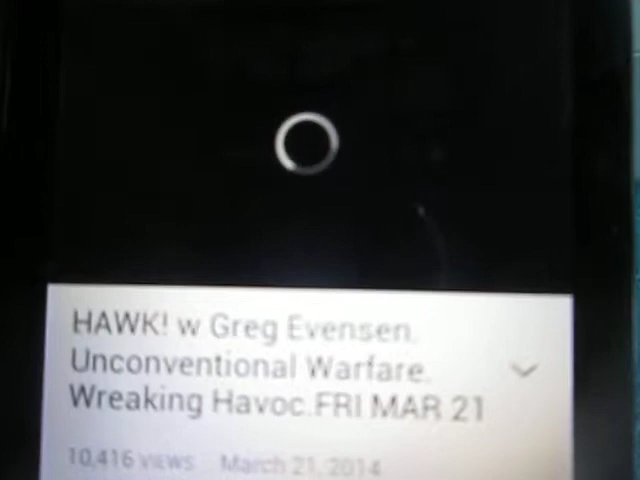 HAWK! w Greg Evensen.
Unconventional Warfare.
Wreaking Havoc.FRI MAR 21
10,416 VIEWS March 21, 2014